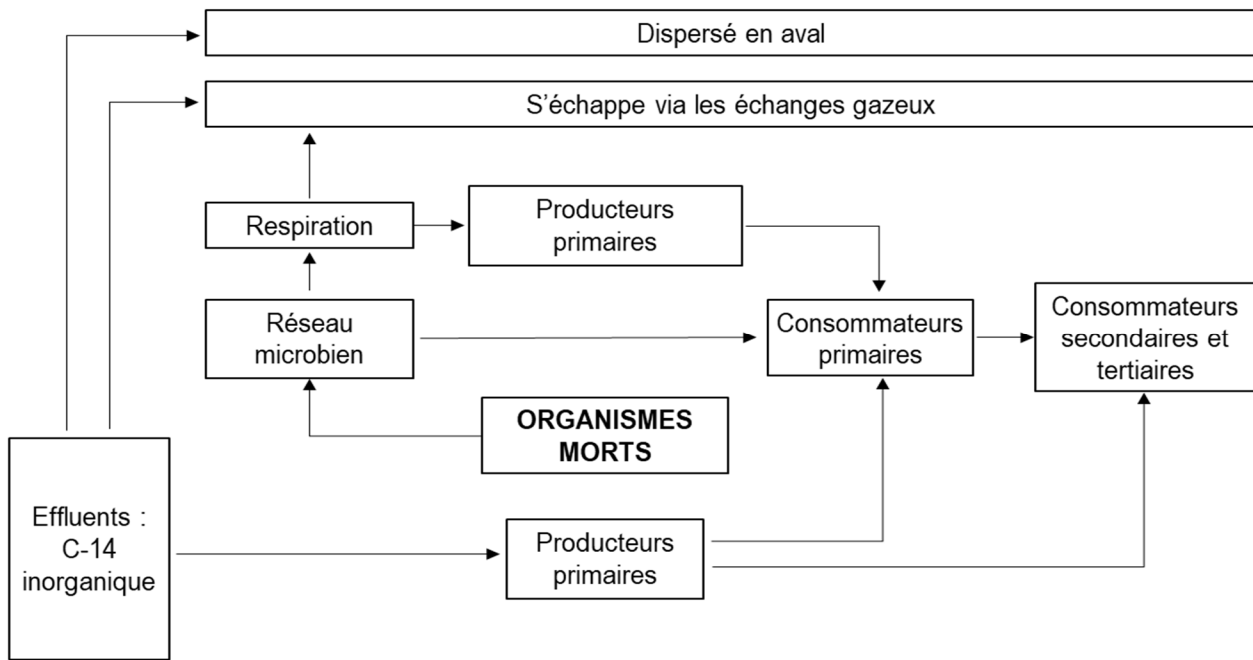 Dispersé en aval
S'échappe via les échanges gazeux
Respiration
Producteurs
primaires
Réseau
microbien
Consommateurs
primaires
Consommateurs
secondaires et
tertiaires
ORGANISMES
MORTS
Effluents :
C-14
inorganique
Producteurs
primaires